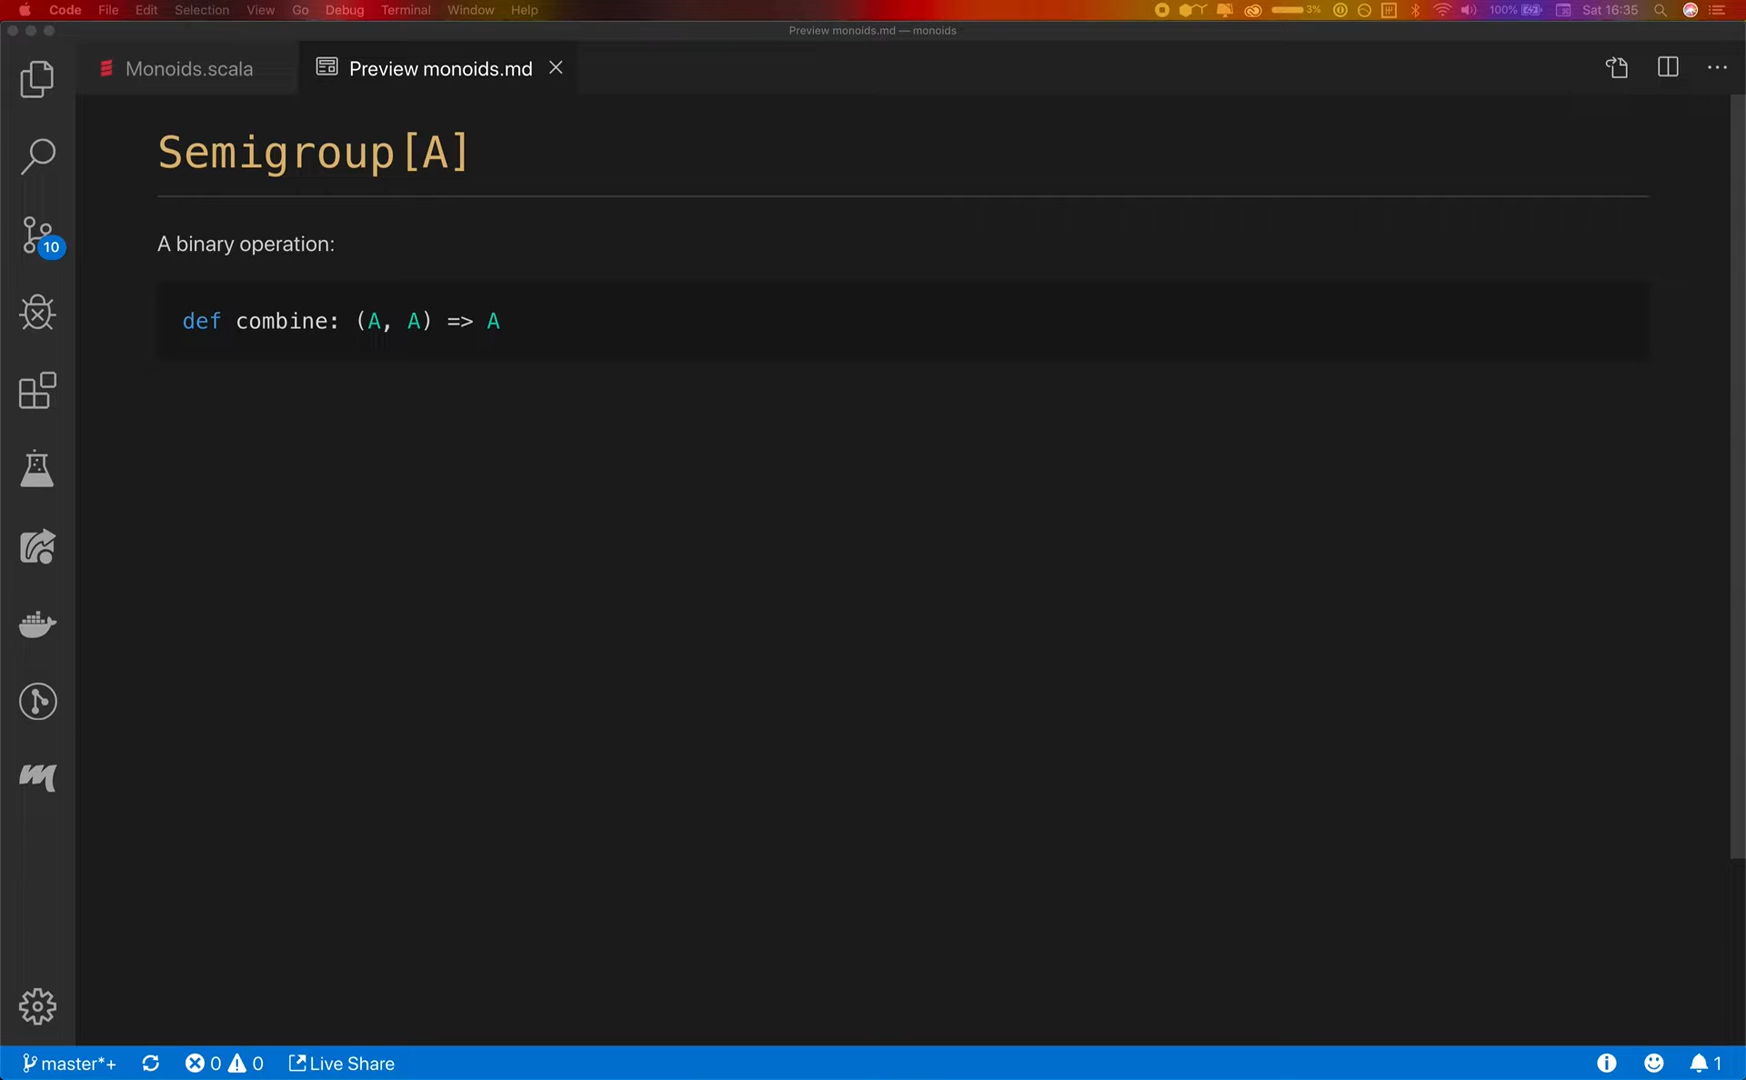 Code File Edit Selection View Go Debug Terminal Window Help 3% 100% Sat 16:35
Preview monoids.md — monoids
Monoids.scala Preview monoids.md
Semigroup[A]
A binary operation:
10
def combine: (A, A) => A
master*+ 0 0 Live Share 1